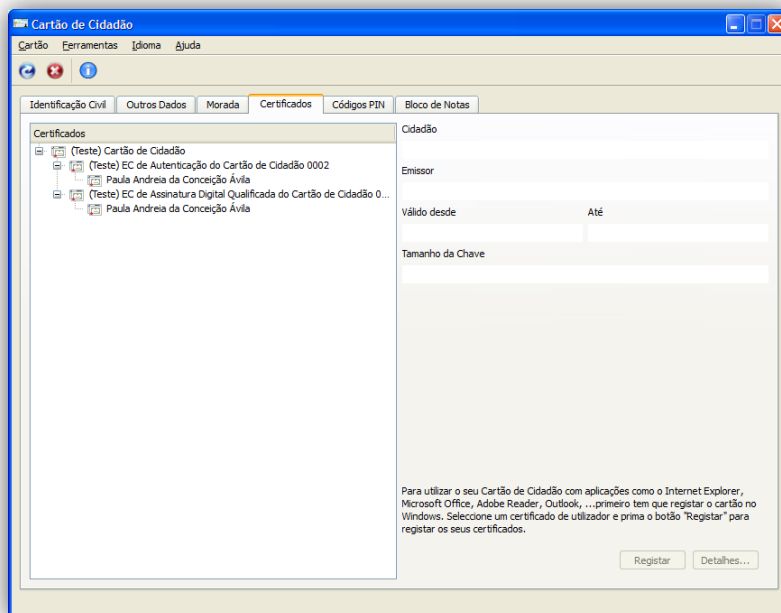 Cartão de Cidadão
Cartão Ferramentas Idioma Ajuda
Identificação Civil Outros Dados Morada Certificados Códigos PIN Bloco de Notas
Certificados
(Teste) Cartão de Cidadão
(Teste) EC de Autenticação do Cartão de Cidadão 0002
Paula Andreia da Conceição Ávila
(Teste) EC de Assinatura Digital Qualificada do Cartão de Cidadão 0...
Paula Andreia da Conceição Ávila
Cidadão
Emissor
Válido desde Até
Tamanho da Chave
Para utilizar o seu Cartão de Cidadão com aplicações como o Internet Explorer,
Microsoft Office, Adobe Reader, Outlook, ...primeiro tem que registar o cartão no
Windows. Seleccione um certificado de utilizador e prima o botão "Registar" para
registar os seus certificados.
Registar Detalhes...